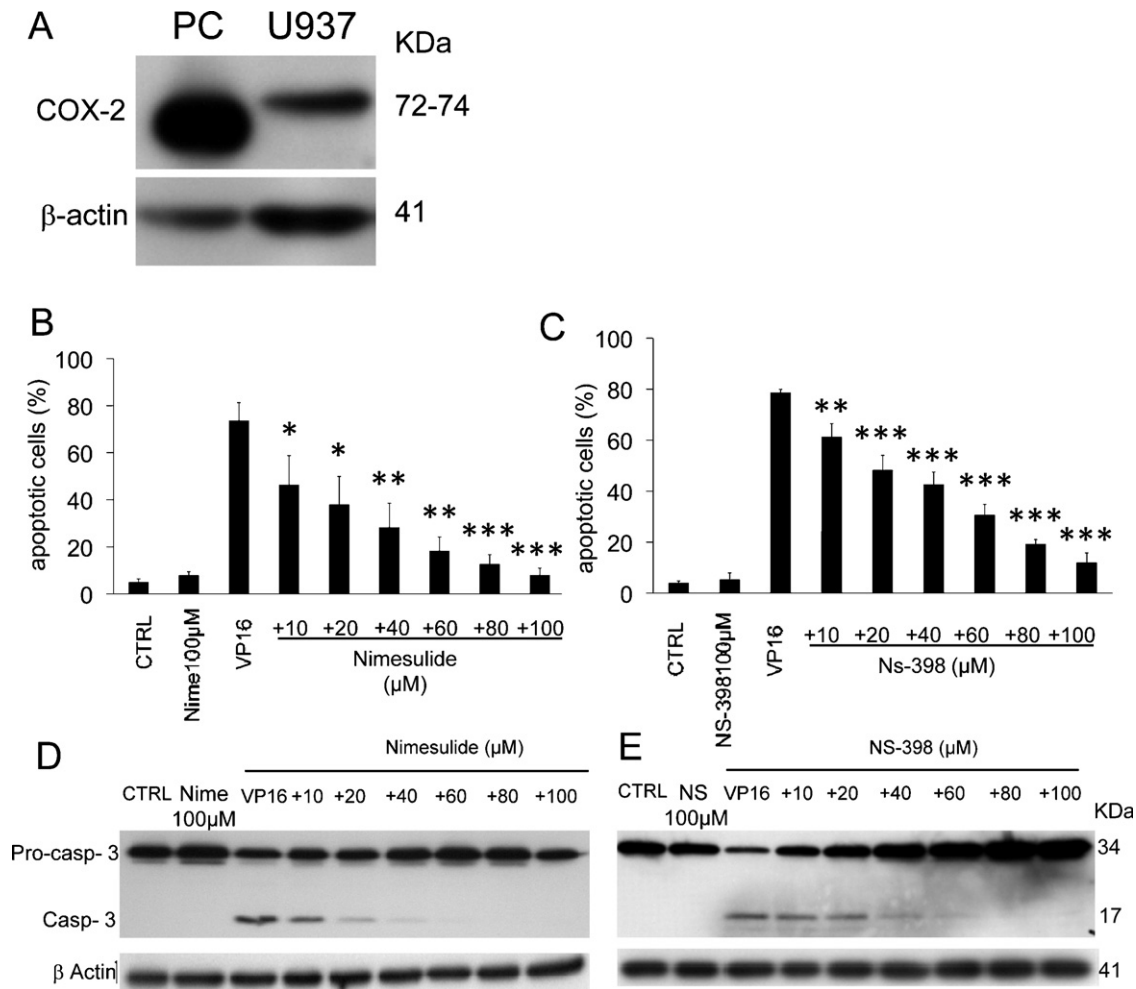 A
PC U937
KDa
COX-2
72-74
β-actin
41
B
apoptotic cells (%)
100
80
60
40
20
0
*
*
**
**
***
***
CTRL
Nime100µM
VP16
+10 +20 +40 +60 +80 +100
Nimesulide
(µM)
C
apoptotic cells (%)
100
80
60
40
20
0
**
***
***
***
***
***
CTRL
NS-398100µM
VP16
+10 +20 +40 +60 +80 +100
Ns-398 (µM)
D
Nimesulide (µM)
CTRL Nime VP16 +10 +20 +40 +60 +80 +100
100µM
Pro-casp- 3
Casp- 3
β Actin
E
NS-398 (µM)
CTRL NS VP16 +10 +20 +40 +60 +80 +100
100µM
KDa
34
17
41